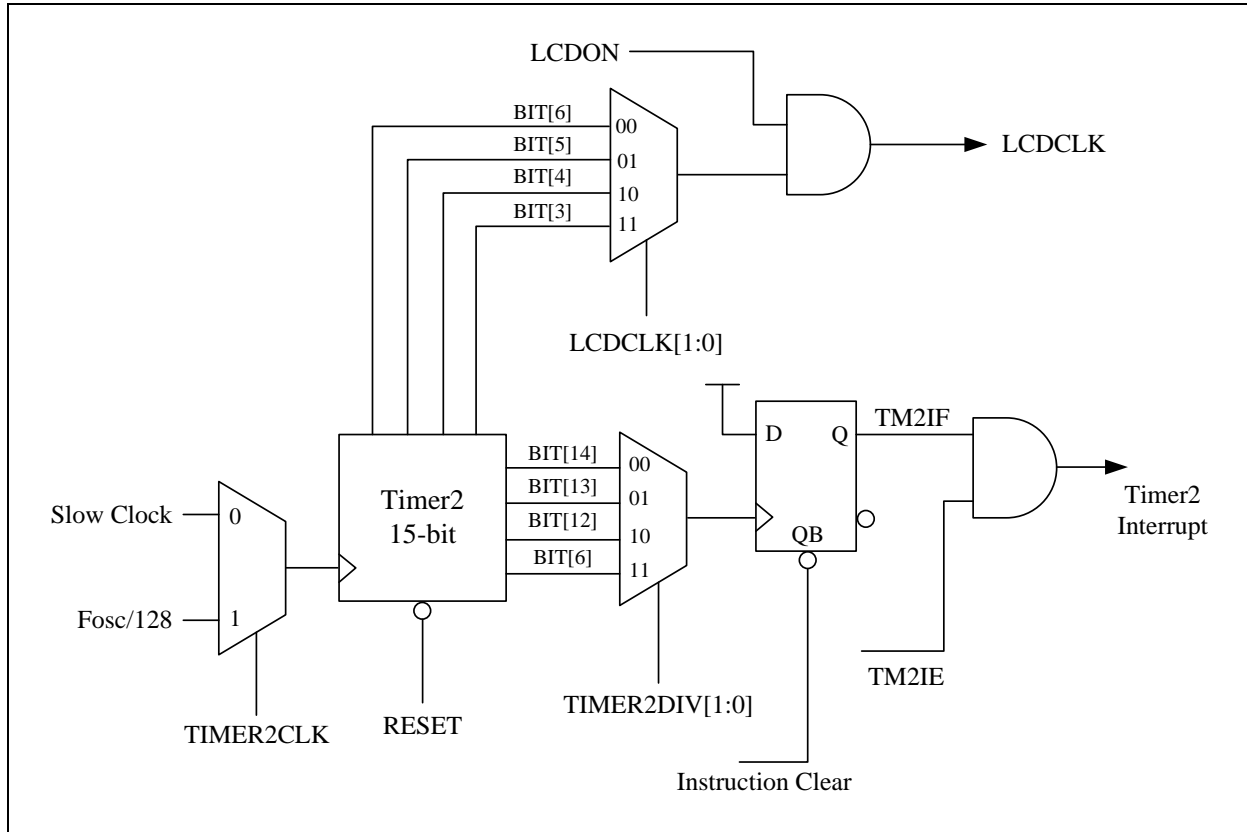 LCDON
BIT[6]
00
BIT[5]
01
BIT[4]
10
BIT[3]
11
LCDCLK
LCDCLK[1:0]
Timer2
15-bit
BIT[14]
00
BIT[13]
01
BIT[12]
10
BIT[6]
11
D
Q
QB
TM2IF
Timer2
Interrupt
Slow Clock
0
Fosc/128
1
TM2IE
TIMER2CLK
RESET
TIMER2DIV[1:0]
Instruction Clear